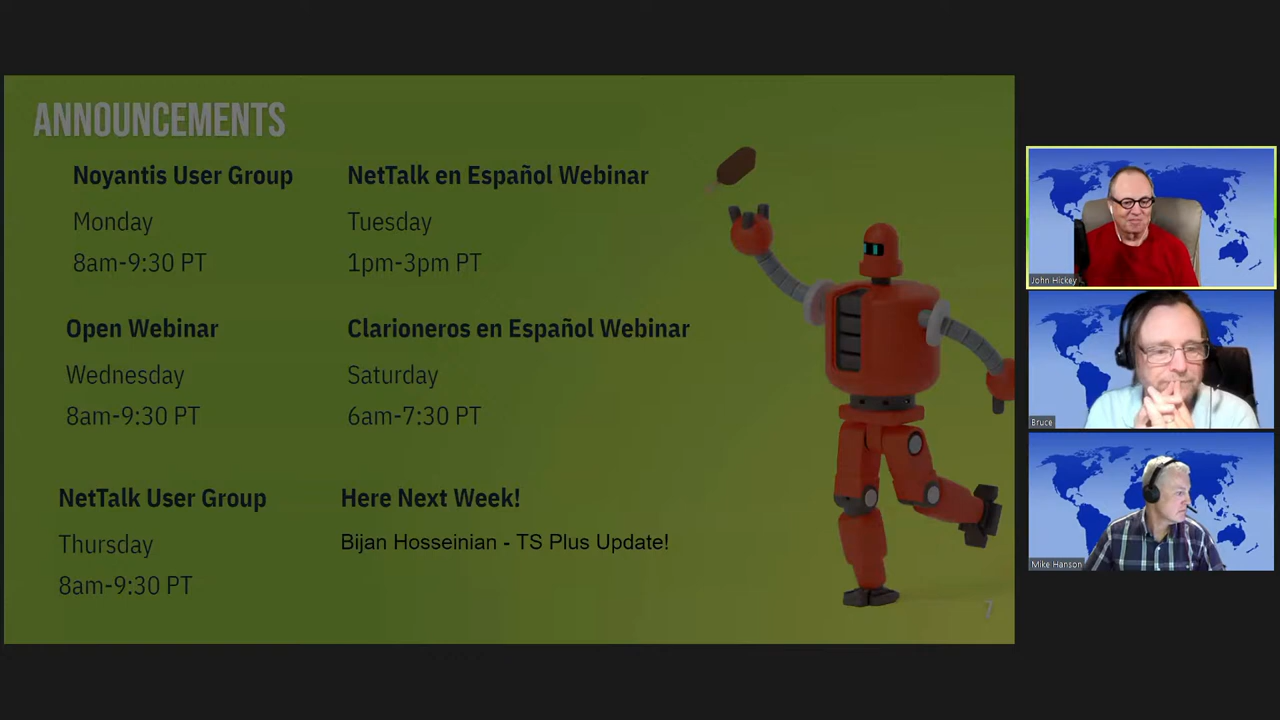 ANNOUNCEMENTS
Noyantis User Group
Monday
8am-9:30 PT
NetTalk en Español Webinar
Tuesday
1pm-3pm PT
Open Webinar
Wednesday
8am-9:30 PT
Clarioneros en Español Webinar
Saturday
6am-7:30 PT
NetTalk User Group
Thursday
8am-9:30 PT
Here Next Week!
Bijan Hosseinian - TS Plus Update!
7
John Hickey
Bruce
Mike Hanson